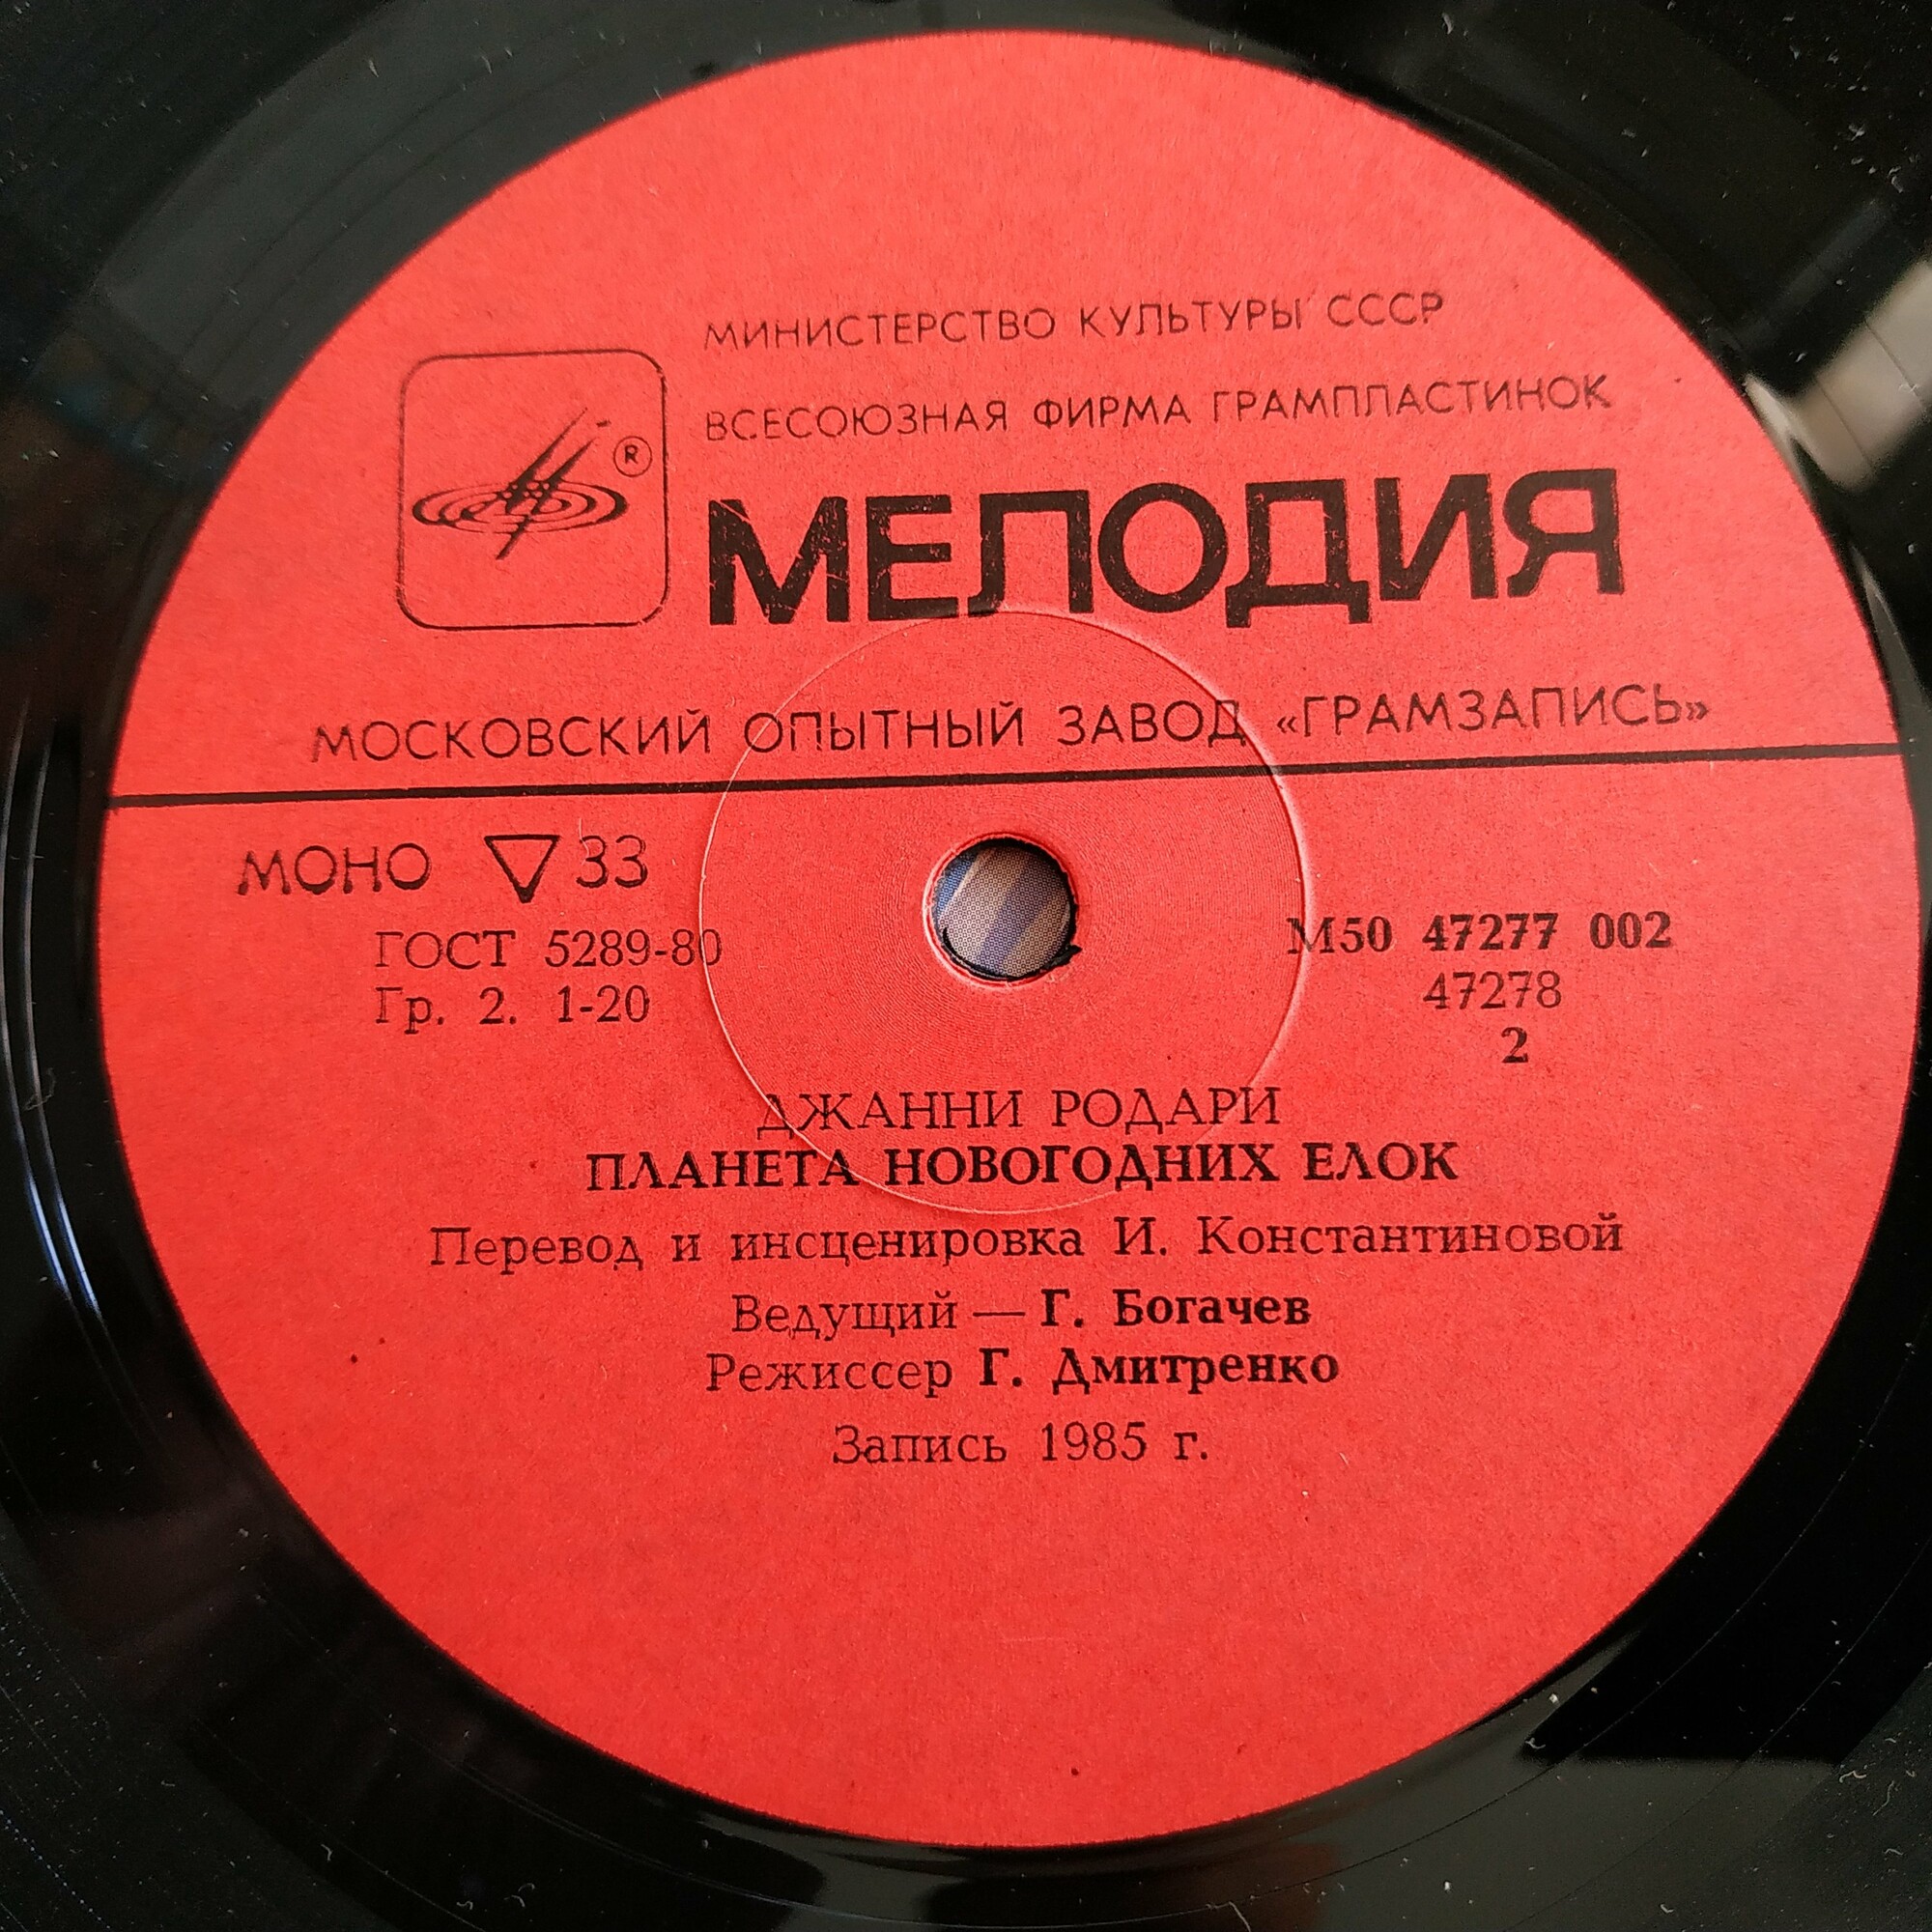 МИНИСТЕРСТВО КУЛЬТУРЫ СССР
ВСЕСОЮЗНАЯ ФИРМА ГРАМПЛАСТИНОК
®
МЕЛОДИЯ
МОСКОВСКИЙ ОПЫТНЫЙ ЗАВОД «ГРАМЗАПИСЬ»
МОНО ▽ 33
ГОСТ 5289-80
Гр. 2. 1-20
М50 47277 002
47278
2
ДЖАННИ РОДАРИ
ПЛАНЕТА НОВОГОДНИХ ЕЛОК
Перевод и инсценировка И. Константиновой
Ведущий — Г. Богачев
Режиссер Г. Дмитренко
Запись 1985 г.